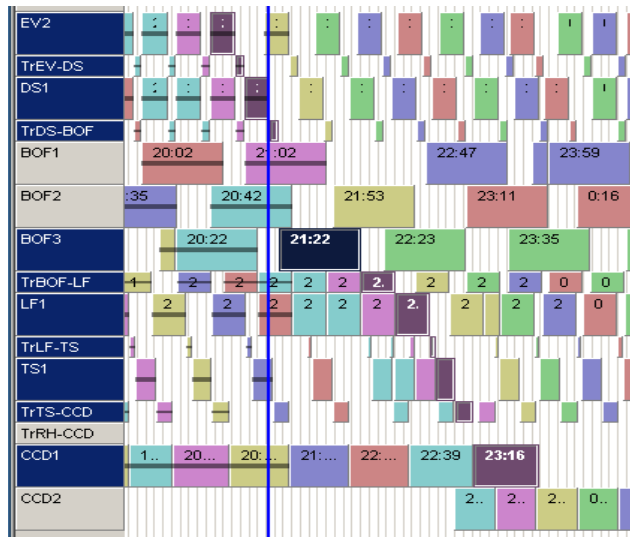 EV2
TrEV-DS
DS1
TrDS-BOF
BOF1 20:02 21:02 22:47 23:59
BOF2 :35 20:42 21:53 23:11 0:16
BOF3 20:22 21:22 22:23 23:35
TrBOF-LF 1 2 2 2 2 2 2. 2 2 2 0 0
LF1 2 2 2 2 2 2 2. 2 2 2 0
TrLF-TS
TS1
TrTS-CCD
TrRH-CCD
CCD1 1.. 20... 20:... 21:... 22:... 22:39 23:16
CCD2 2.. 2.. 2.. 0..